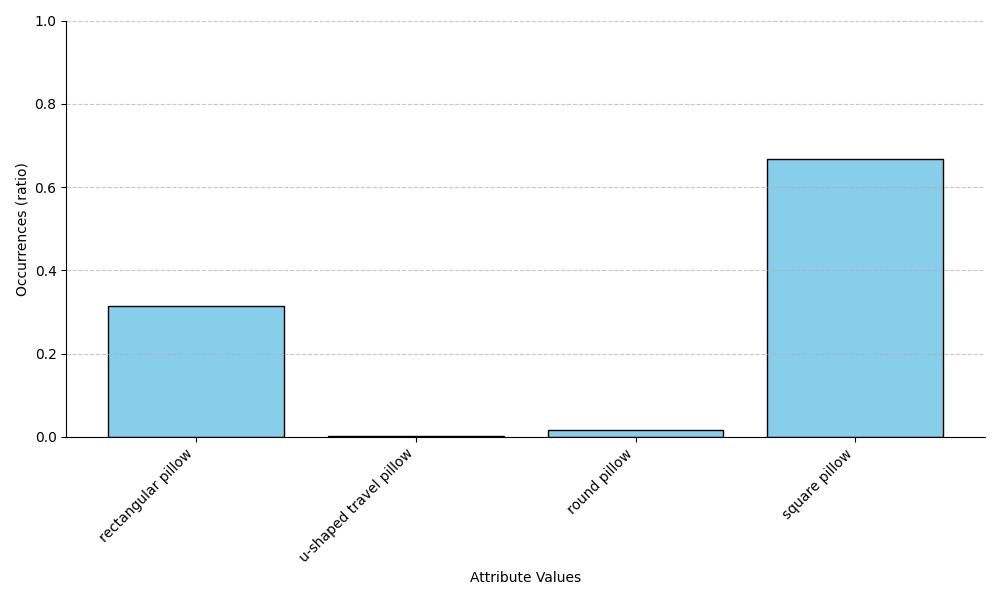 1.0
0.8
0.6
0.4
0.2
0.0
Occurrences (ratio)
rectangular pillow
u-shaped travel pillow
round pillow
square pillow
Attribute Values